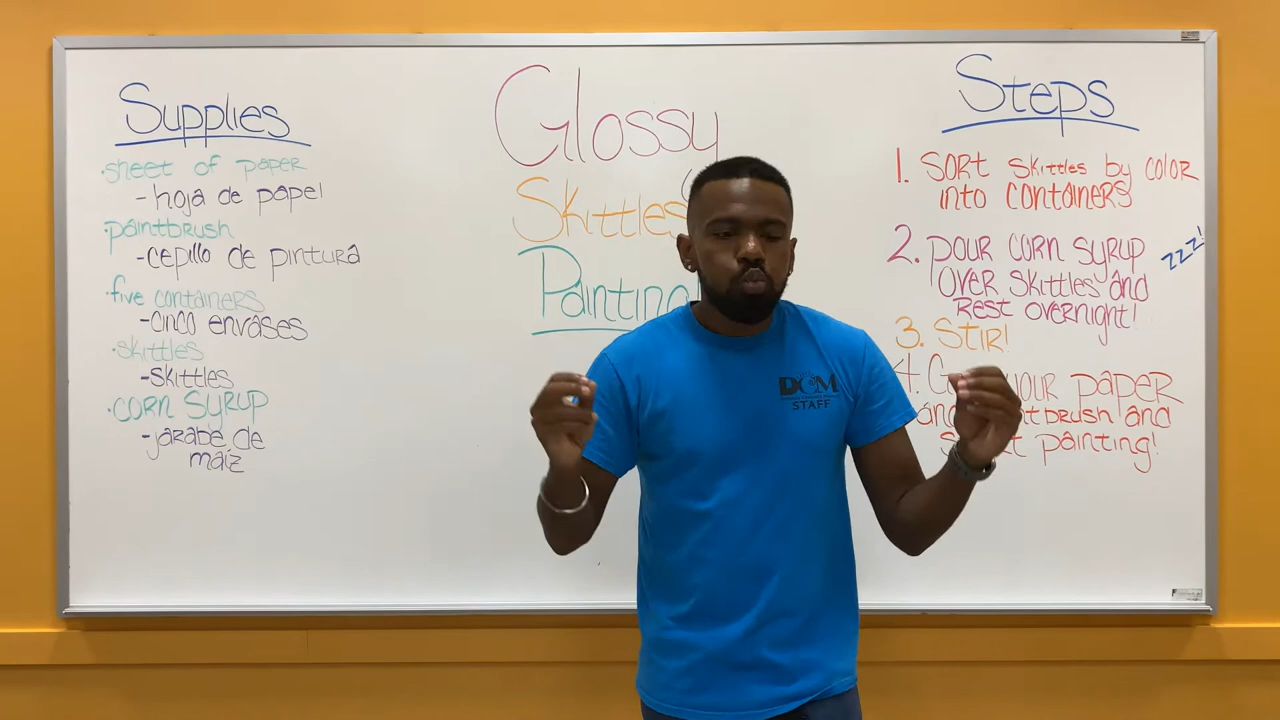 Supplies
·sheet of paper
-hoja de papel
·paintbrush
-cepillo de pintura
·five containers
-cinco envases
·skittles
-skittles
·corn syrup
-jarabe de
maiz
Glossy
Skittles
Painting
Steps
1. Sort skittles by color
into containers
2. Pour corn syrup
over skittles and
Rest overnight!
zzz!
3. Stir!
4. your paper
and and
painting!
DCM
STAFF